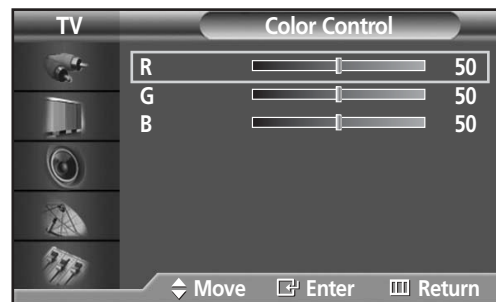 TV Color Control
R 50
G 50
B 50
Move Enter Return